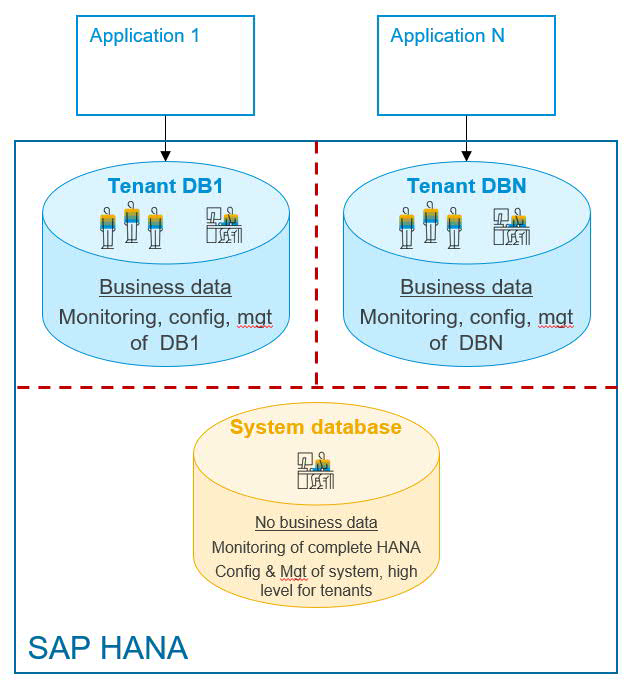 Application 1
Application N
Tenant DB1
Tenant DBN
Business data
Monitoring, config, mgt
of DB1
Business data
Monitoring, config, mgt
of DBN
System database
No business data
Monitoring of complete HANA
Config & Mgt of system, high
level for tenants
SAP HANA